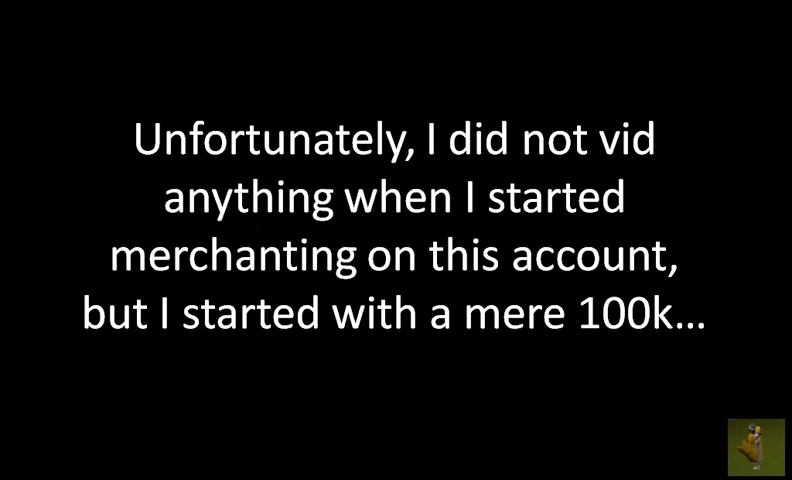 Unfortunately, I did not vid
anything when I started
merchanting on this account,
but I started with a mere 100k...